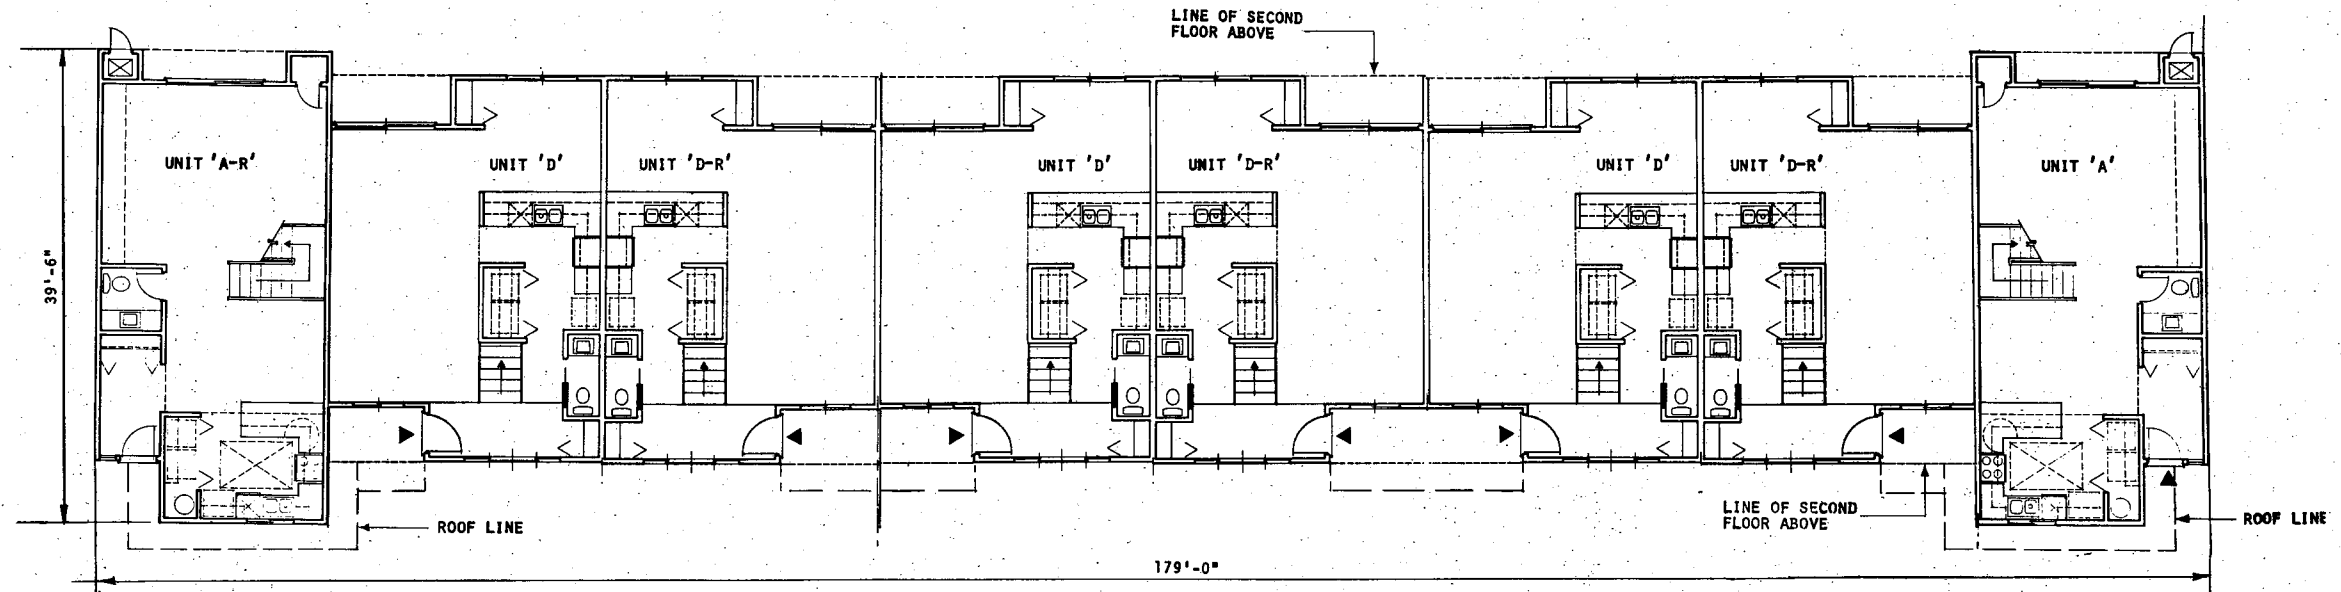 LINE OF SECOND
FLOOR ABOVE
UNIT 'A-R'
UNIT 'D'
UNIT 'D-R'
UNIT 'D'
UNIT 'D-R'
UNIT 'D'
UNIT 'D-R'
UNIT 'A'
39'-6"
LINE OF SECOND
FLOOR ABOVE
ROOF LINE
ROOF LINE
179'-0"